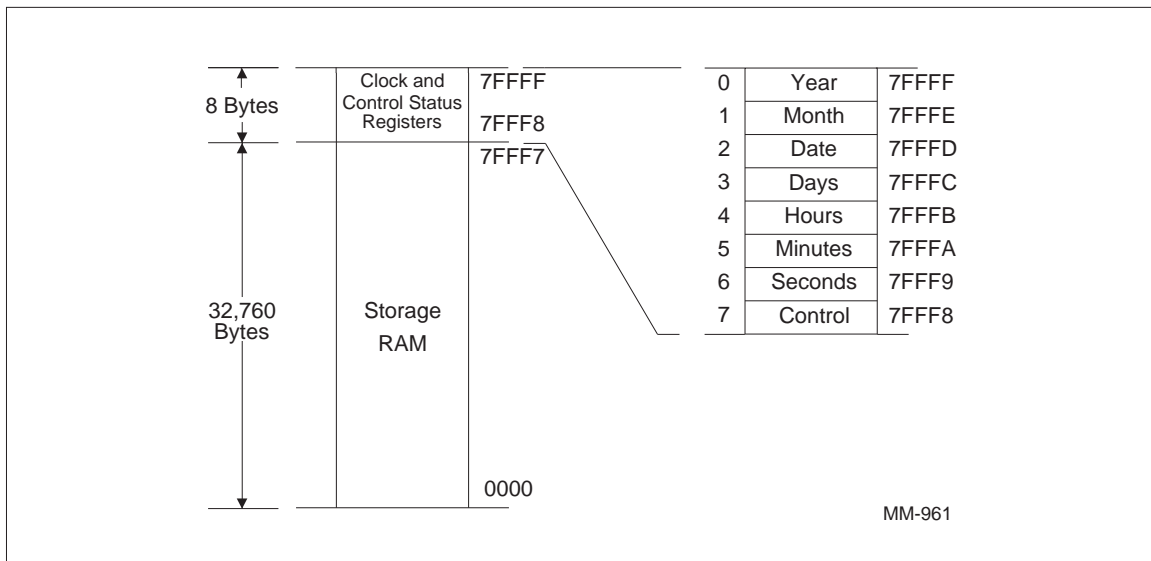 8 Bytes
Clock and
Control Status
Registers
7FFFF
7FFF8
7FFF7
32,760
Bytes
Storage
RAM
0000
0 Year 7FFFF
1 Month 7FFFE
2 Date 7FFFD
3 Days 7FFFC
4 Hours 7FFFB
5 Minutes 7FFFA
6 Seconds 7FFF9
7 Control 7FFF8
MM-961